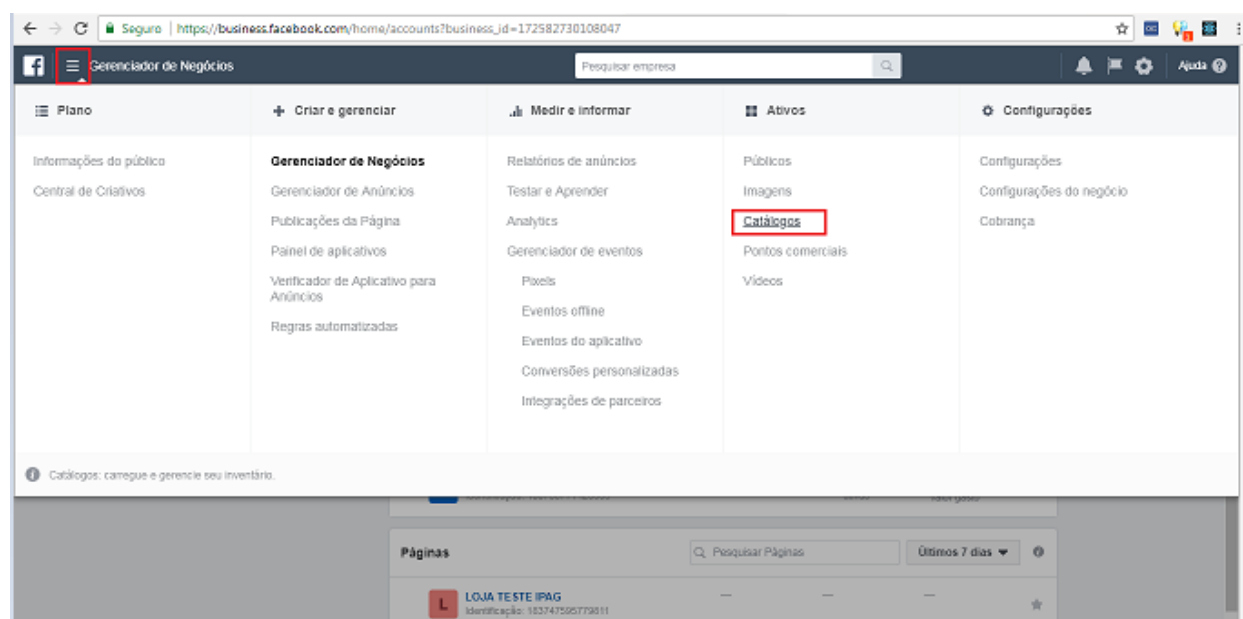 Seguro | https://business.facebook.com/home/accounts?business_id=172582730108047
f Gerenciador de Negócios Pesquisar empresa Ajuda
Plano
Criar e gerenciar
Medir e informar
Ativos
Configurações
Informações do público
Central de Criativos
Gerenciador de Negócios
Gerenciador de Anúncios
Publicações da Página
Painel de aplicativos
Verificador de Aplicativo para
Anúncios
Regras automatizadas
Relatórios de anúncios
Testar e Aprender
Analytics
Gerenciador de eventos
Pixels
Eventos offline
Eventos do aplicativo
Conversões personalizadas
Integrações de parceiros
Públicos
Imagens
Catálogos
Pontos comerciais
Vídeos
Configurações
Configurações do negócio
Cobrança
Catálogos: carregue e gerencie seu inventário.
Páginas Pesquisar Páginas Últimos 7 dias
L LOJA TESTE IPAG
Identificação: 183747595779811